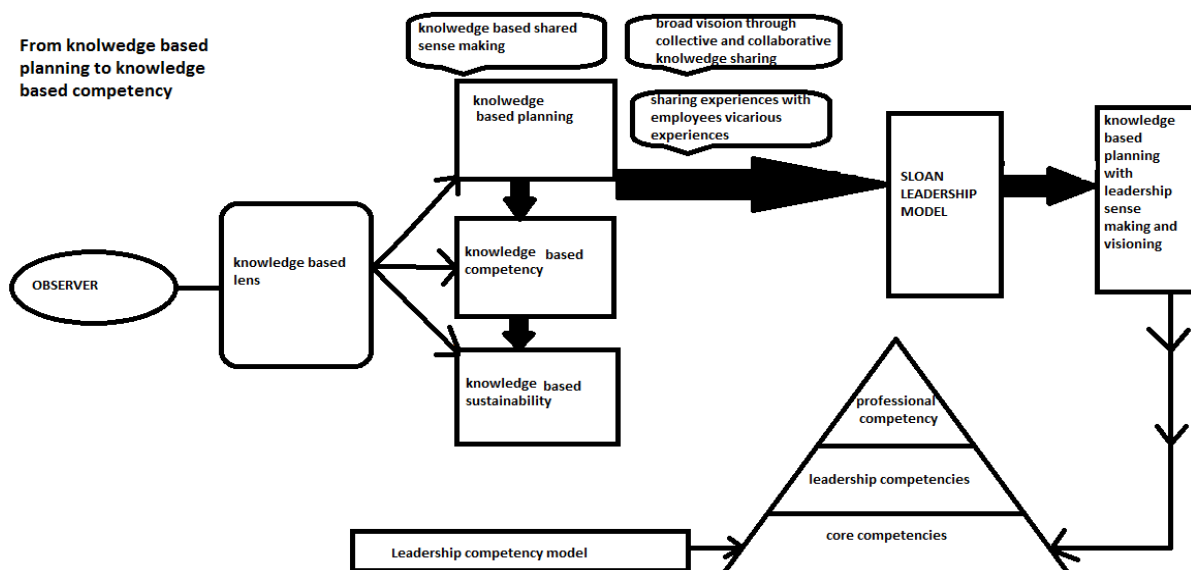 From knolwedge based
planning to knowledge
based competency
knolwedge based shared
sense making
broad visoion through
collective and collaborative
knolwedge sharing
knolwedge
based planning
sharing experiences with
employees vicarious
experiences
SLOAN
LEADERSHIP
MODEL
knowledge
based
planning
with
leadership
sense
making and
visioning
OBSERVER
knowledge based
lens
knowledge based
competency
knowledge based
sustainability
professional
competency
leadership competencies
core competencies
Leadership competency model